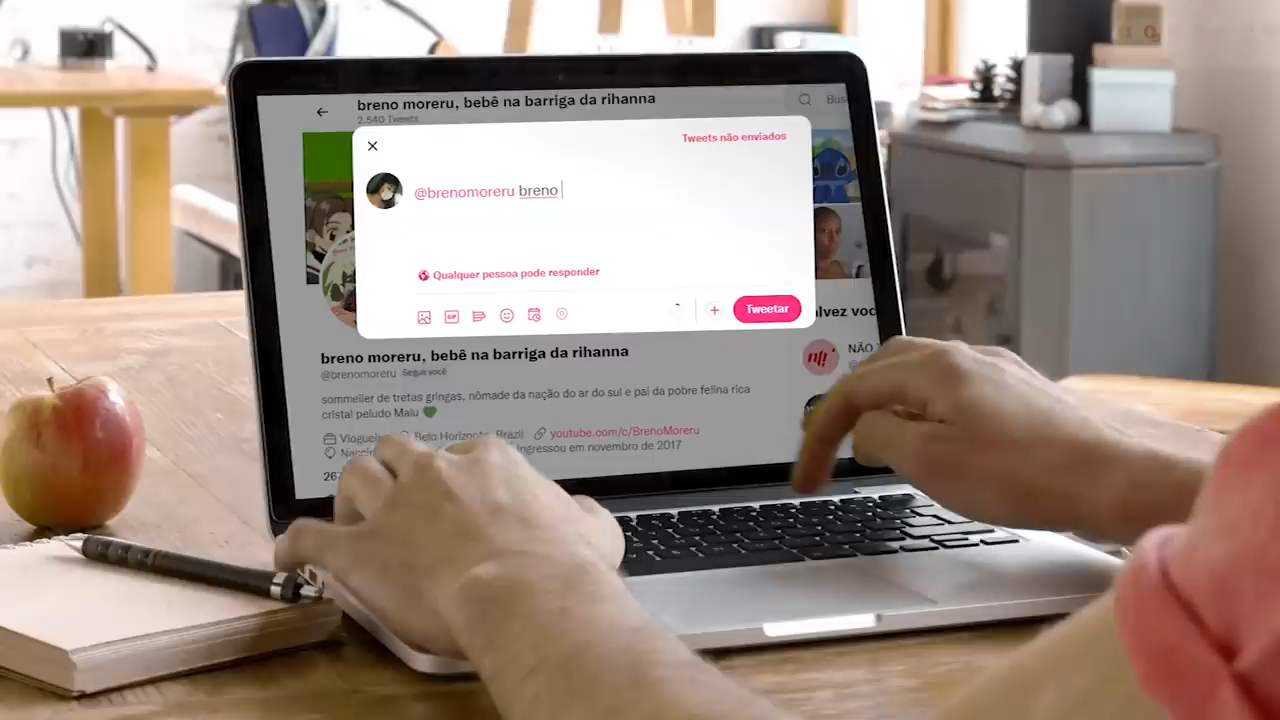 breno moreru, bebê na barriga da rihanna
2.540 Tweets
Tweets não enviados
@brenomoreru breno
Qualquer pessoa pode responder
GIF
Tweetar
breno moreru, bebê na barriga da rihanna
@brenomoreru Segue você
NÃO
sommelier de tretas gringas, nômade da nação do ar do sul e pai da pobre felina rica
cristal peludo Malu
Belo Horizonte, Brazil youtube.com/c/BrenoMoreru
ingressou em novembro de 2017